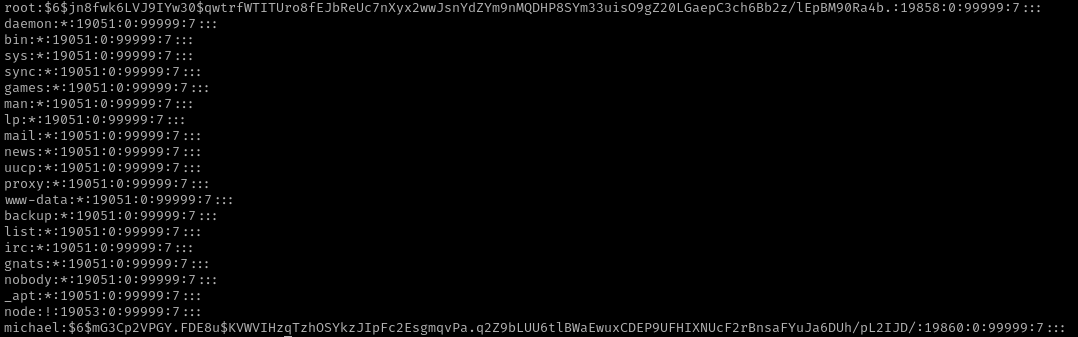 root:$6$jn8fwk6LVJ9IYw30$qwtrfWTITUro8fEJbReUc7nXyx2wwJsnYdZYm9nMQDHP8SYm33uisO9gZ20LGaepC3ch6Bb2z/lEpBM90Ra4b.:19858:0:99999:7:::
daemon:*:19051:0:99999:7:::
bin:*:19051:0:99999:7:::
sys:*:19051:0:99999:7:::
sync:*:19051:0:99999:7:::
games:*:19051:0:99999:7:::
man:*:19051:0:99999:7:::
lp:*:19051:0:99999:7:::
mail:*:19051:0:99999:7:::
news:*:19051:0:99999:7:::
uucp:*:19051:0:99999:7:::
proxy:*:19051:0:99999:7:::
www-data:*:19051:0:99999:7:::
backup:*:19051:0:99999:7:::
list:*:19051:0:99999:7:::
irc:*:19051:0:99999:7:::
gnats:*:19051:0:99999:7:::
nobody:*:19051:0:99999:7:::
_apt:*:19051:0:99999:7:::
node:!:19053:0:99999:7:::
michael:$6$mG3Cp2VPGY.FDE8u$KVWVIHzqTzhOSYkzJIpFc2EsgmqvPa.q2Z9bLUU6tlBWaEwuxCDEP9UFHIXNUcF2rBnsaFYuJa6DUh/pL2IJD/:19860:0:99999:7:::